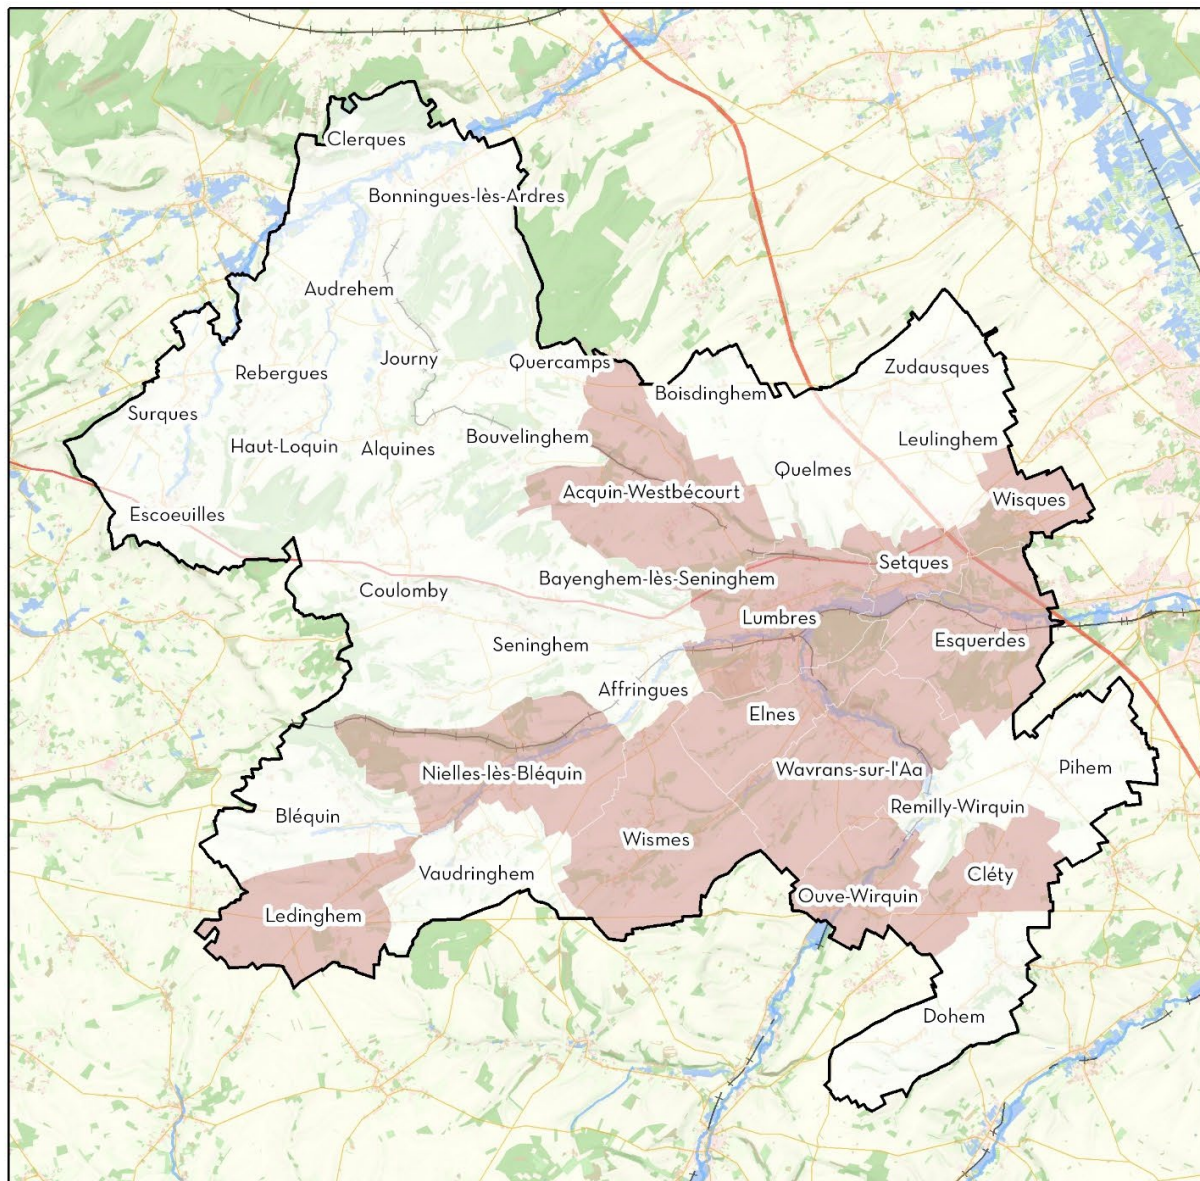 Clerques
Bonningues-lès-Ardres
Audrehem
Journy
Quercamps
Zudausques
Rebergues
Boisdinghem
Surques
Bouvelinghem
Leulinghem
Haut-Loquin
Alquines
Quelmes
Acquin-Westbécourt
Wisques
Escoeuilles
Setques
Bayenghem-lès-Seninghem
Coulomby
Lumbres
Esquerdes
Seninghem
Affringues
Elnes
Nielles-lès-Bléquin
Wavrans-sur-l'Aa
Pihem
Remilly-Wirquin
Bléquin
Wismes
Vaudringhem
Cléty
Ouve-Wirquin
Ledinghem
Dohem